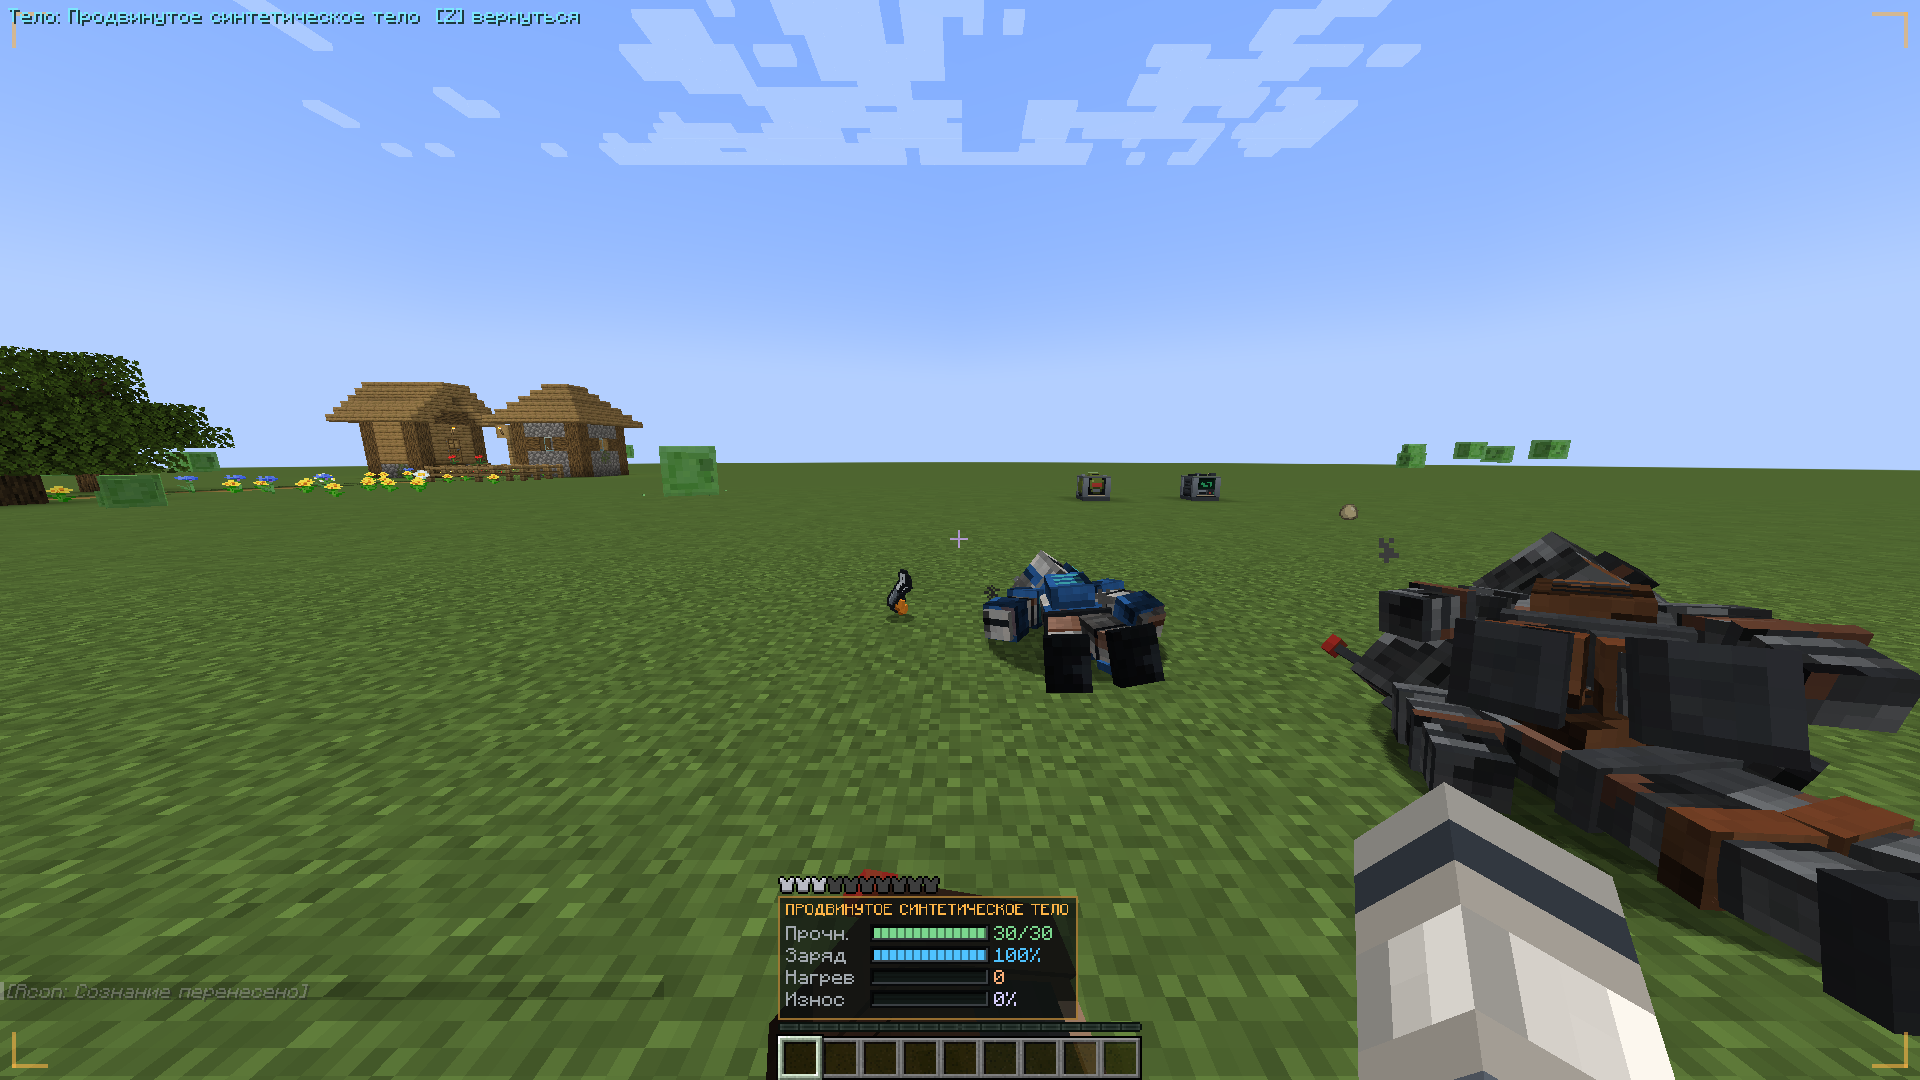 Тело: Продвинутое синтетическое тело [Z] вернуться
ПРОДВИНУТОЕ СИНТЕТИЧЕСКОЕ ТЕЛО
Прочн. 30/30
Заряд 100%
Нагрев 0
Износ 0%
[Rcon: Сознание перенесено]